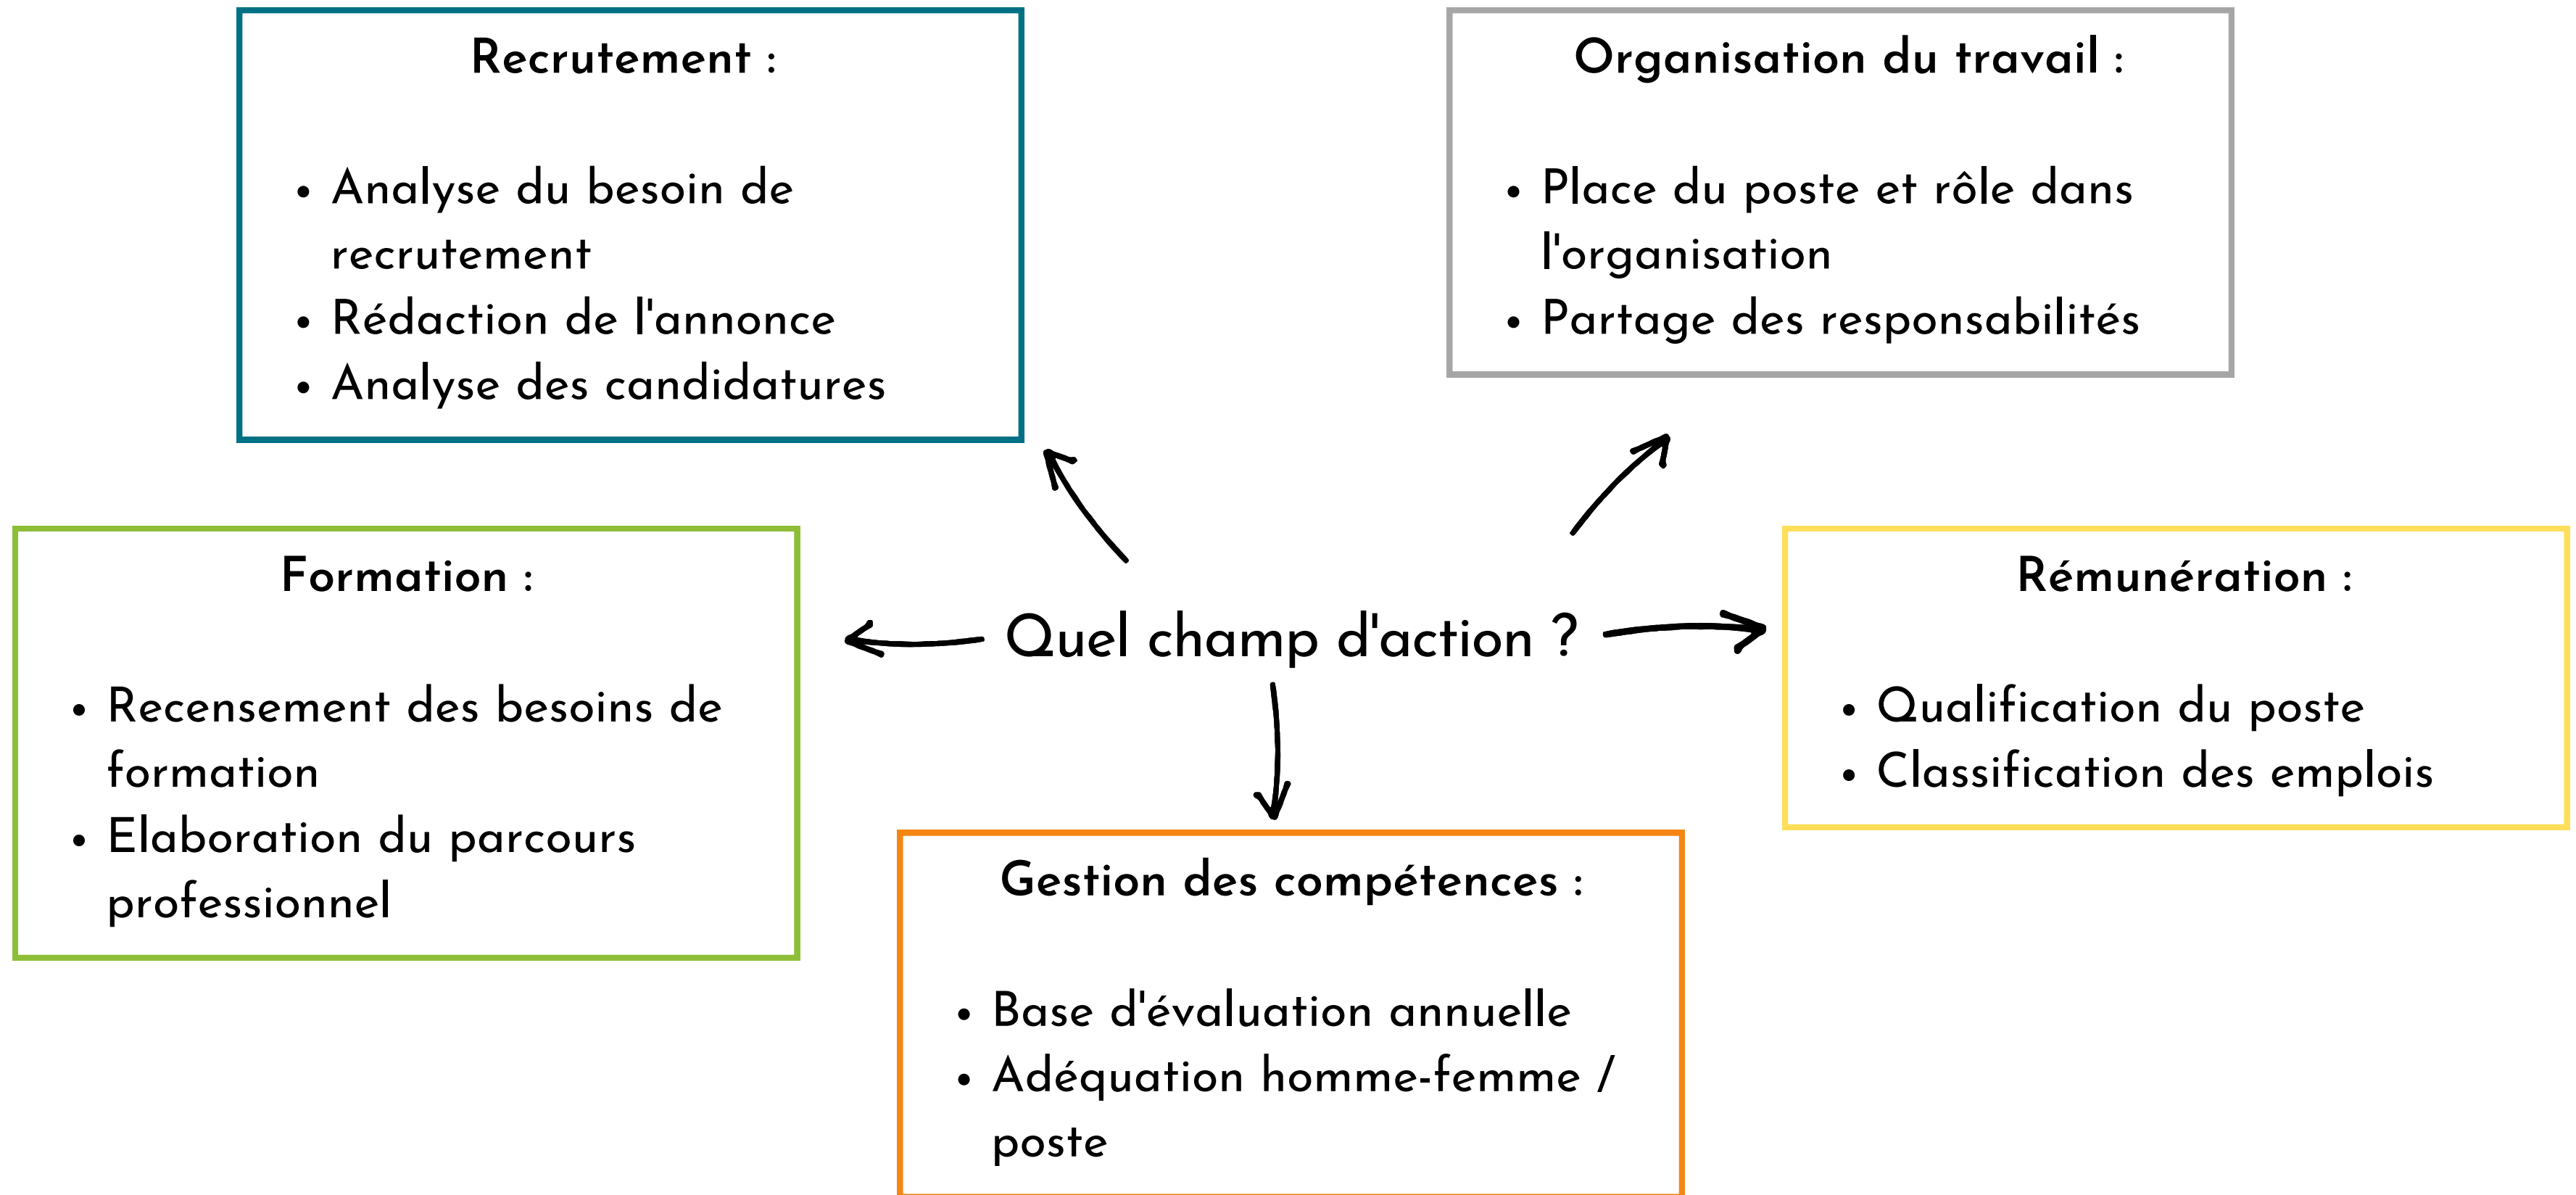 Recrutement :
• Analyse du besoin de
recrutement
• Rédaction de l'annonce
• Analyse des candidatures
Organisation du travail :
• Place du poste et rôle dans
l'organisation
• Partage des responsabilités
Formation :
• Recensement des besoins de
formation
• Elaboration du parcours
professionnel
Quel champ d'action ?
Rémunération :
• Qualification du poste
• Classification des emplois
Gestion des compétences :
• Base d'évaluation annuelle
• Adéquation homme-femme /
poste